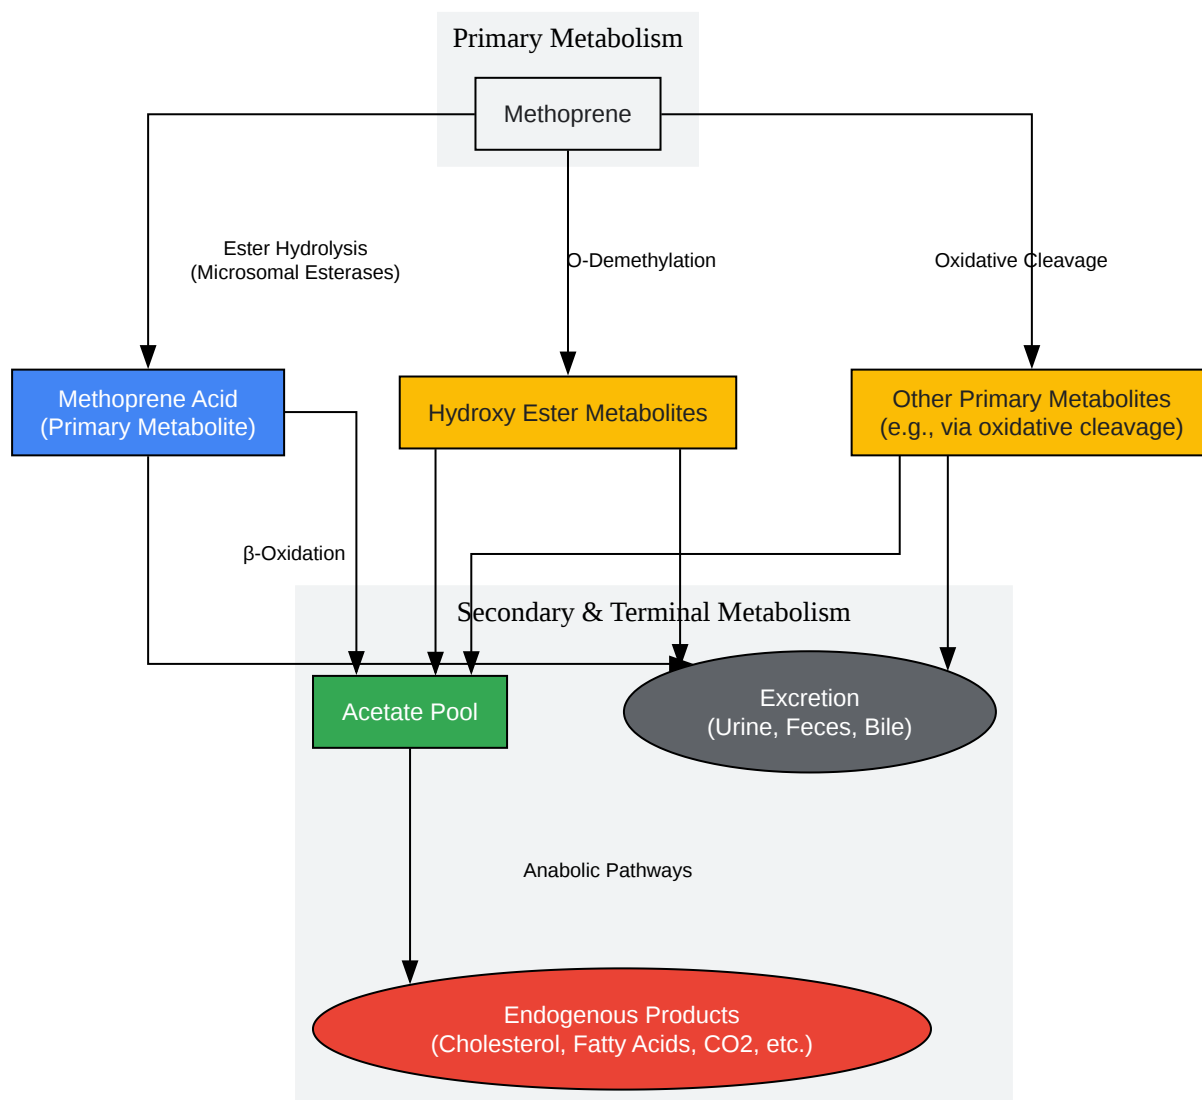 Primary Metabolism
Methoprene
Ester Hydrolysis
(Microsomal Esterases)
O-Demethylation
Oxidative Cleavage
Methoprene Acid
(Primary Metabolite)
Hydroxy Ester Metabolites
Other Primary Metabolites
(e.g., via oxidative cleavage)
β-Oxidation
Secondary & Terminal Metabolism
Acetate Pool
Excretion
(Urine, Feces, Bile)
Anabolic Pathways
Endogenous Products
(Cholesterol, Fatty Acids, CO2, etc.)